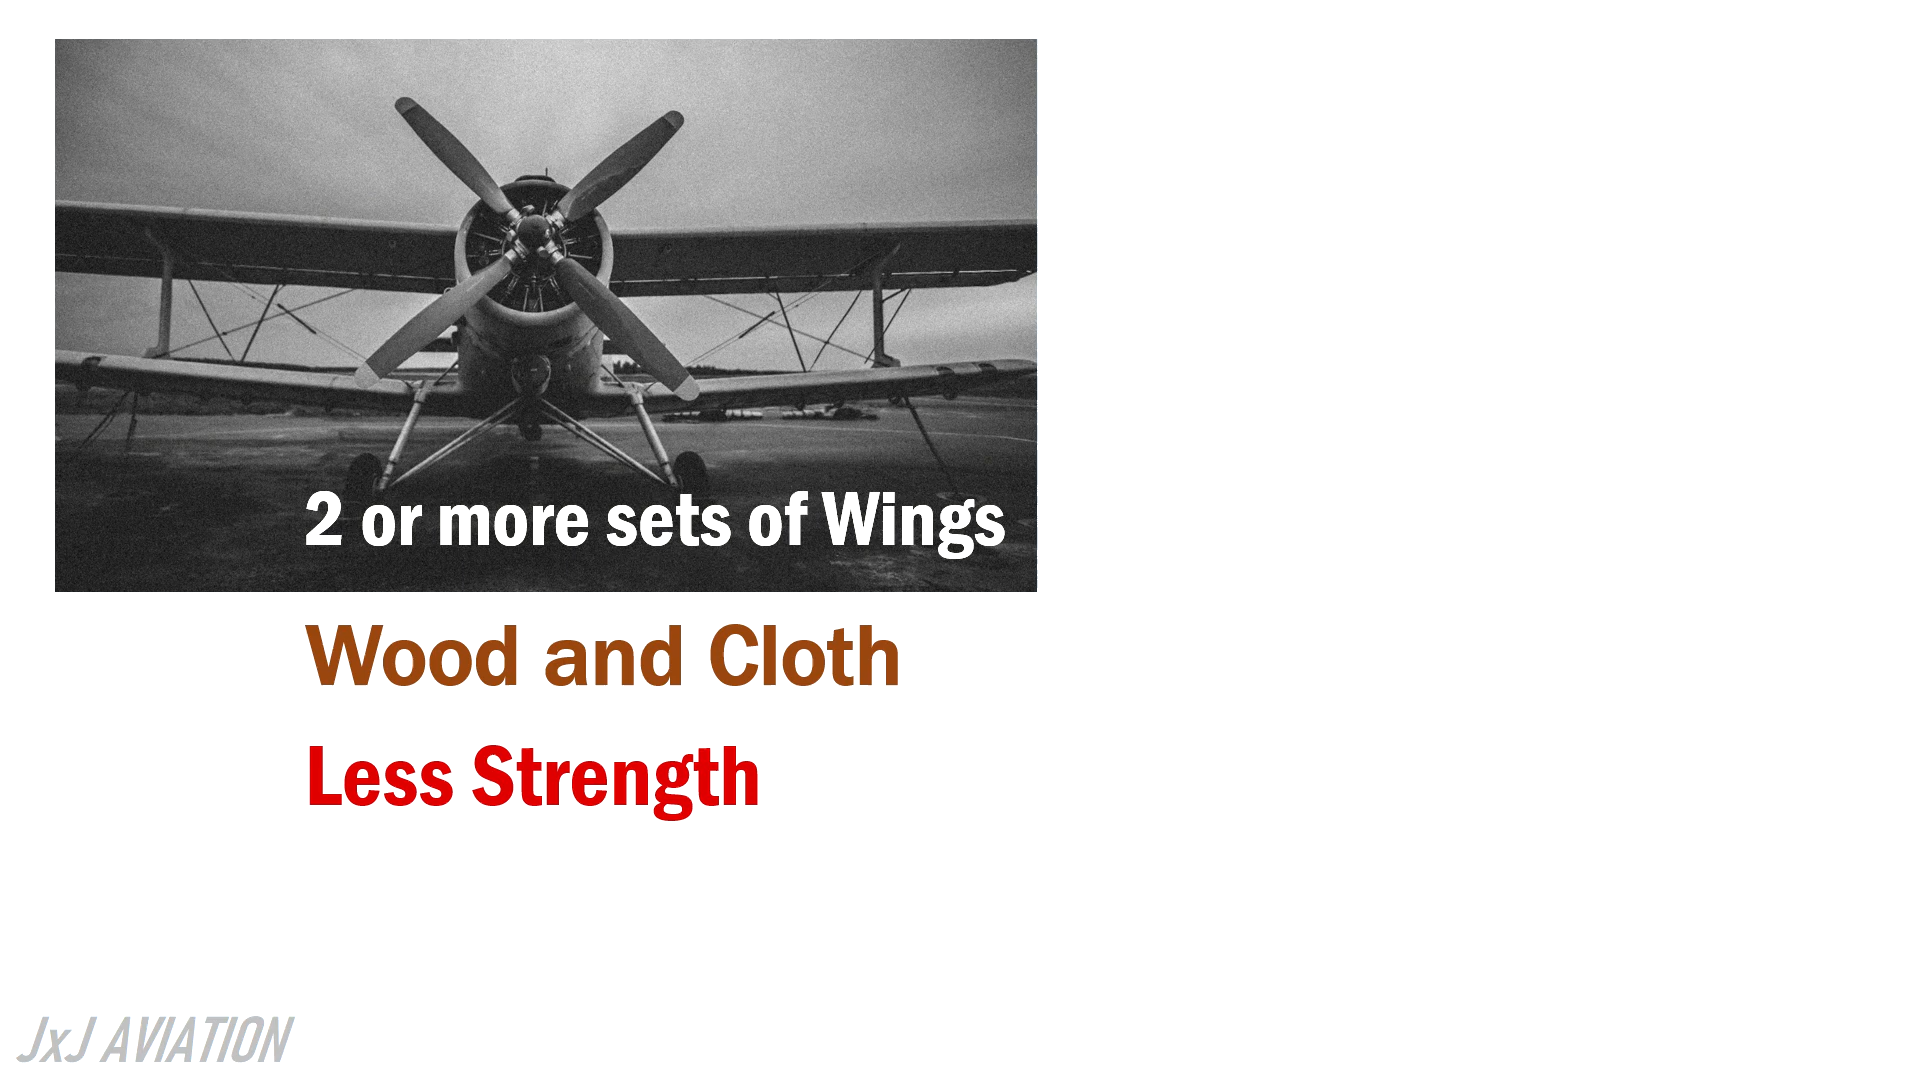 2 or more sets of Wings
Wood and Cloth
Less Strength
JxJ AVIATION